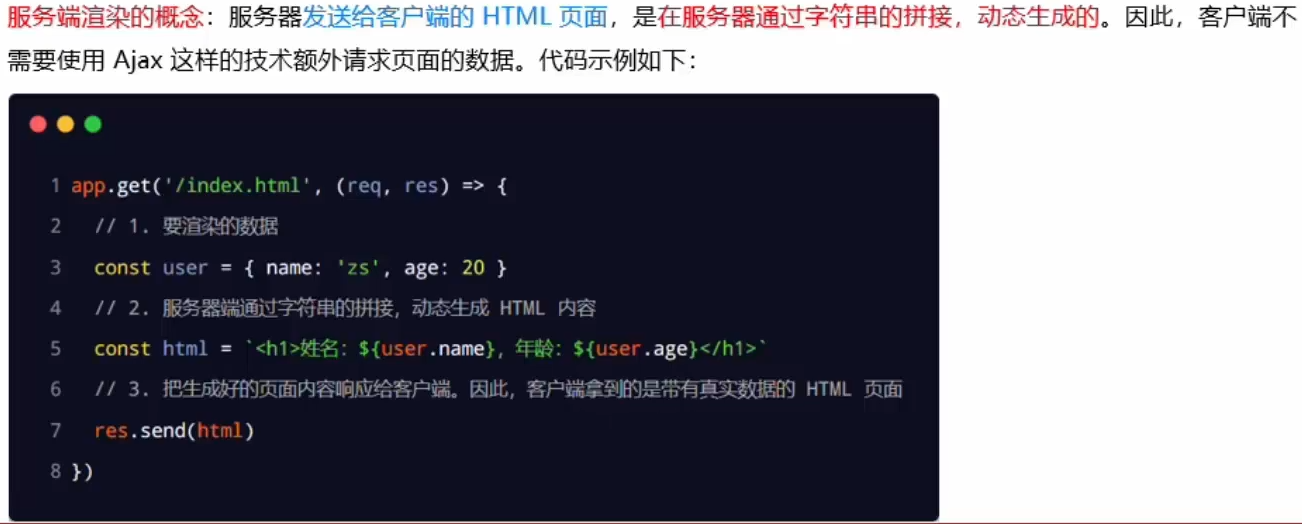 服务端渲染的概念：服务器发送给客户端的 HTML 页面，是在服务器通过字符串的拼接，动态生成的。因此，客户端不
需要使用 Ajax 这样的技术额外请求页面的数据。代码示例如下：
1 app.get('/index.html', (req, res) => {
2 // 1. 要渲染的数据
3 const user = { name: 'zs', age: 20 }
4 // 2. 服务器端通过字符串的拼接，动态生成 HTML 内容
5 const html = `<h1>姓名：${user.name}, 年龄：${user.age}</h1>`
6 // 3. 把生成好的页面内容响应给客户端。因此，客户端拿到的是带有真实数据的 HTML 页面
7 res.send(html)
8 })